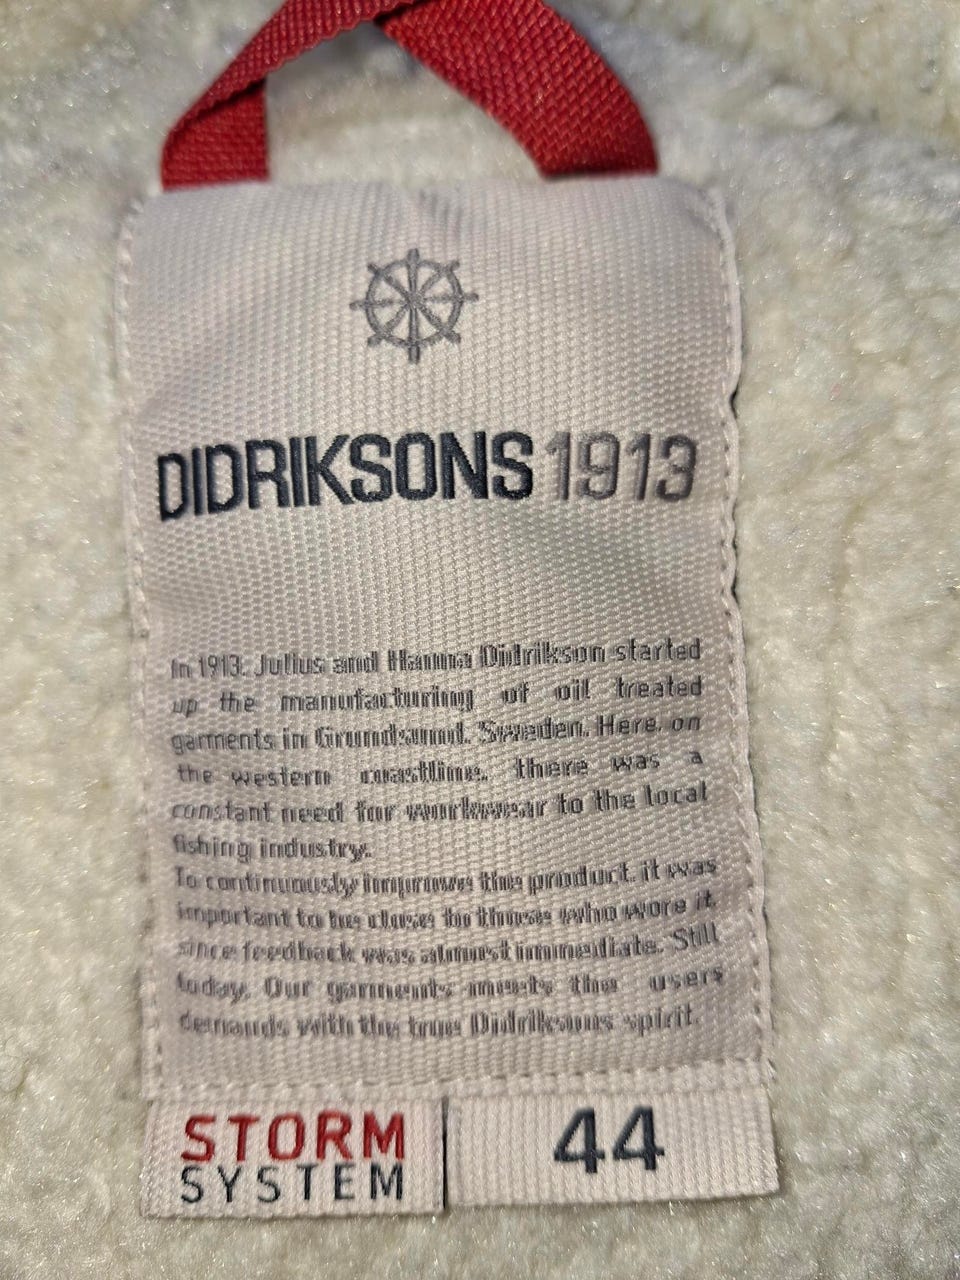 DIDRIKSONS 1913
In 1913. Julius and Hanna Didrikson started
up the manufacturing of oil treated
garments in Grundsund. Sweden. Here. on
the western coastline. there was a
constant need for workwear to the local
fishing industry.
To continuously improve the product. it was
important to be close to those who wore it.
since feedback was almost immediate. Still
today. Our garments meets the users
demands with the true Didriksons spirit.
STORM
SYSTEM
44